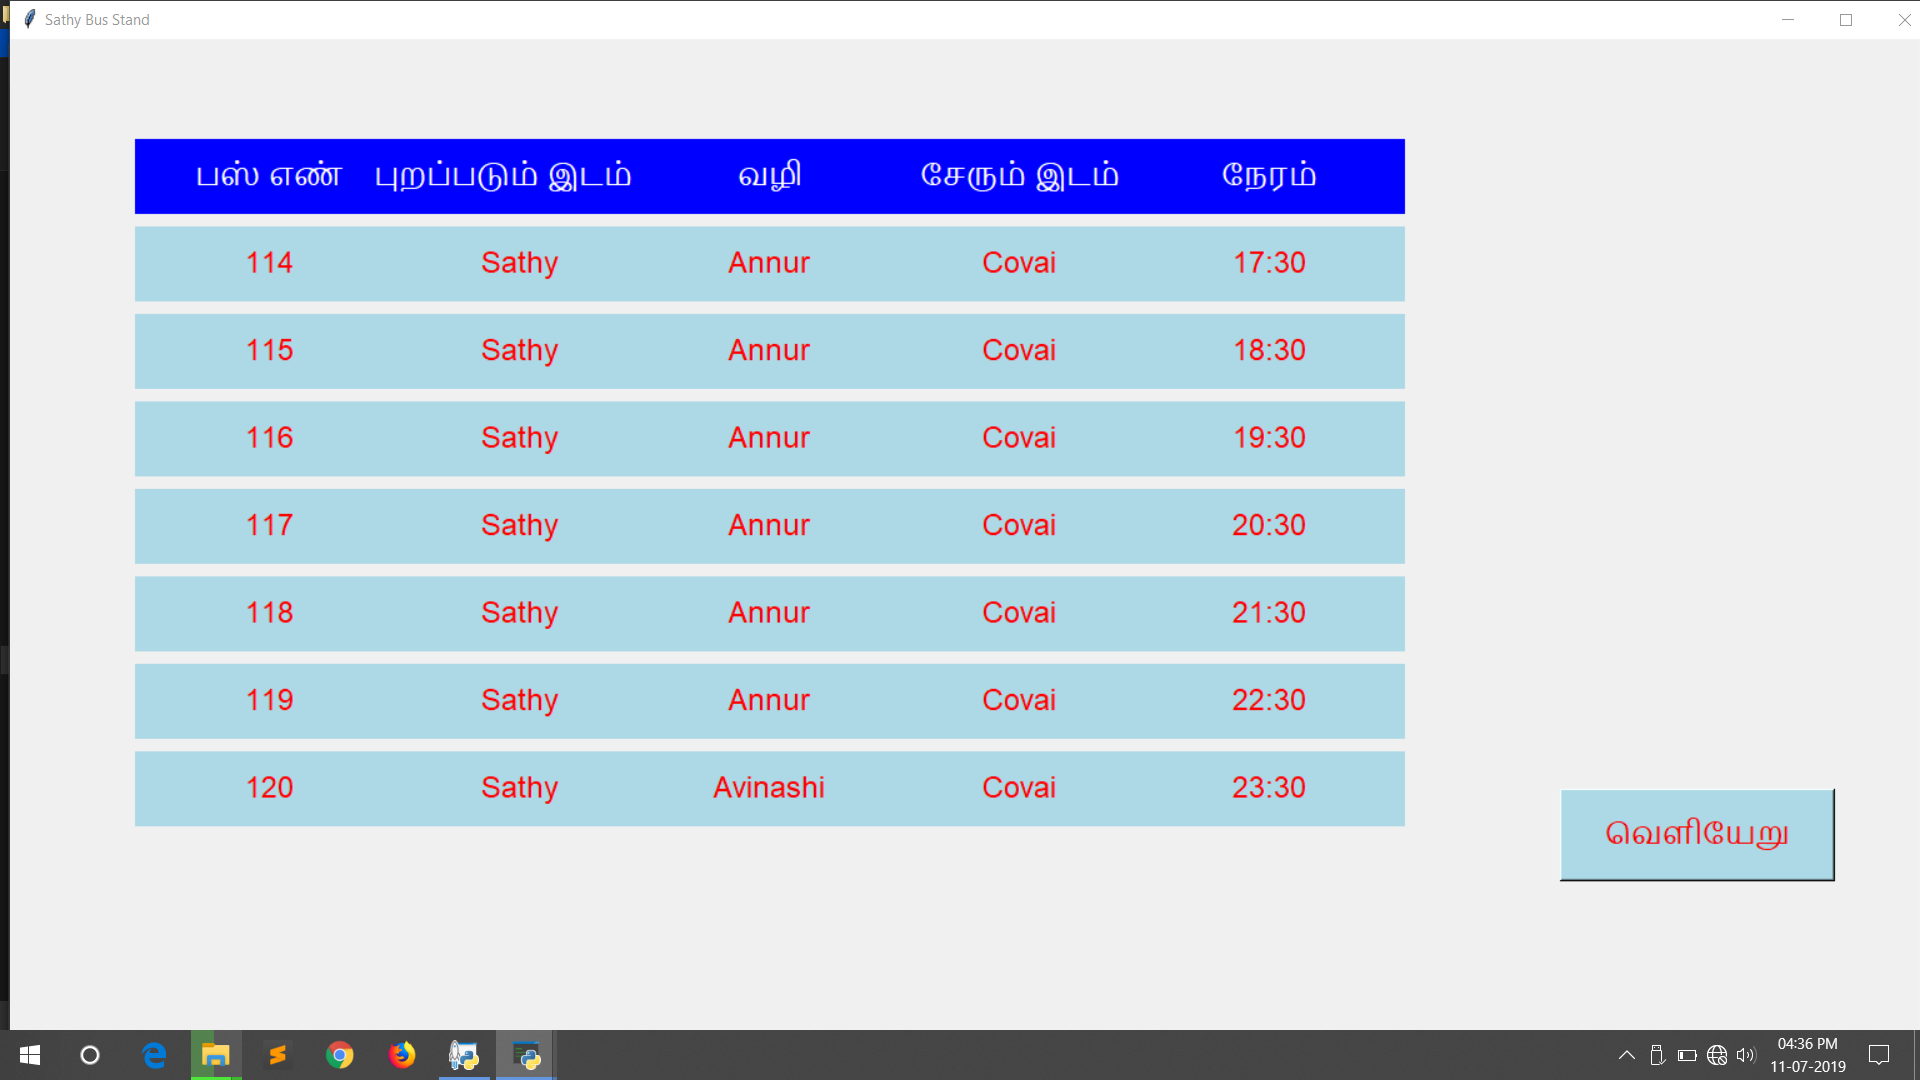 Sathy Bus Stand
பஸ் எண் புறப்படும் இடம் வழி சேரும் இடம் நேரம்
114 Sathy Annur Covai 17:30
115 Sathy Annur Covai 18:30
116 Sathy Annur Covai 19:30
117 Sathy Annur Covai 20:30
118 Sathy Annur Covai 21:30
119 Sathy Annur Covai 22:30
120 Sathy Avinashi Covai 23:30
வெளியேறு
04:36 PM
11-07-2019